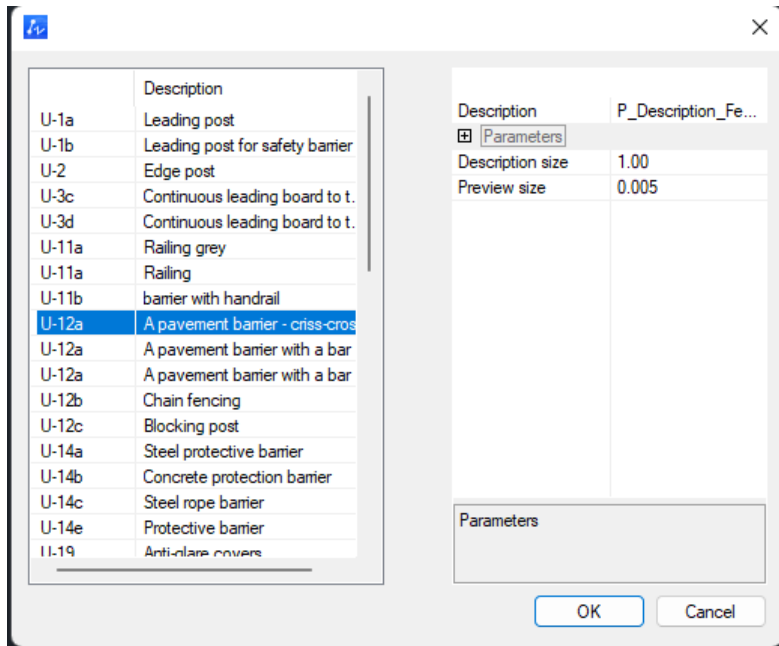 Description
U-1a Leading post
U-1b Leading post for safety barrier
U-2 Edge post
U-3c Continuous leading board to t.
U-3d Continuous leading board to t.
U-11a Railing grey
U-11a Railing
U-11b barrier with handrail
U-12a A pavement barrier - criss-cros
U-12a A pavement barrier with a bar
U-12a A pavement barrier with a bar
U-12b Chain fencing
U-12c Blocking post
U-14a Steel protective barrier
U-14b Concrete protection barrier
U-14c Steel rope barrier
U-14e Protective barrier
U-19 Anti-glare covers
Description P_Description_Fe...
Parameters
Description size 1.00
Preview size 0.005
Parameters
OK Cancel